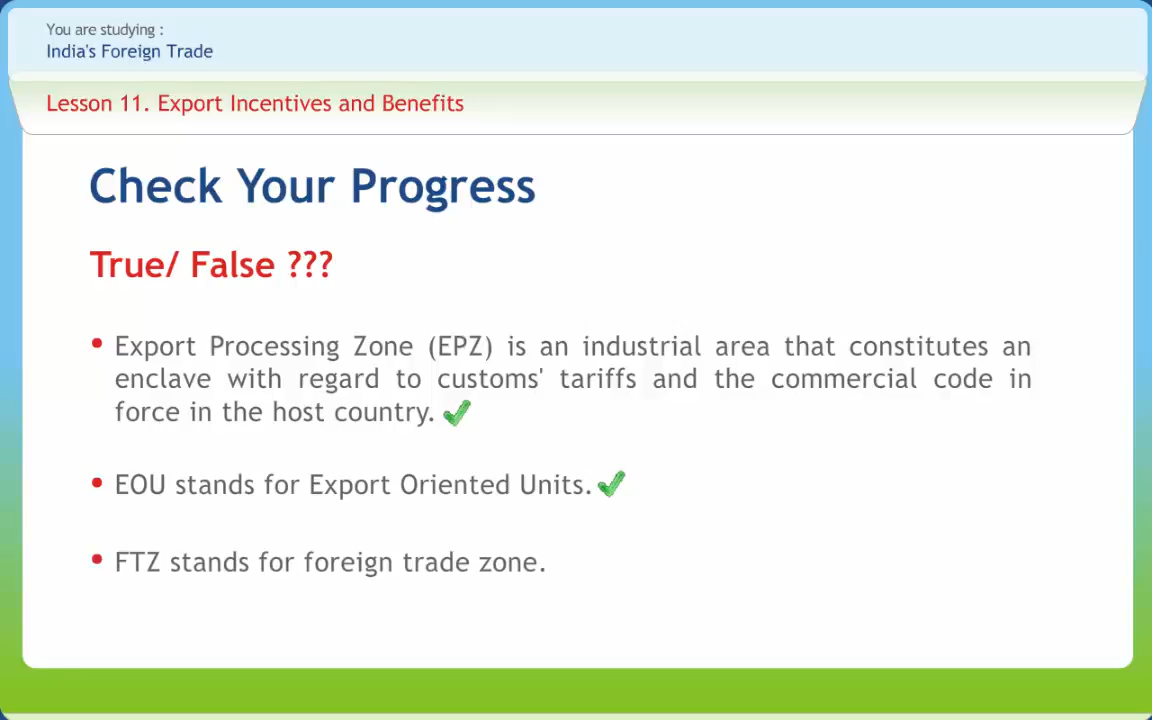 You are studying :
India's Foreign Trade
Lesson 11. Export Incentives and Benefits
Check Your Progress
True/ False ???
• Export Processing Zone (EPZ) is an industrial area that constitutes an
enclave with regard to customs' tariffs and the commercial code in
force in the host country.
• EOU stands for Export Oriented Units.
• FTZ stands for foreign trade zone.